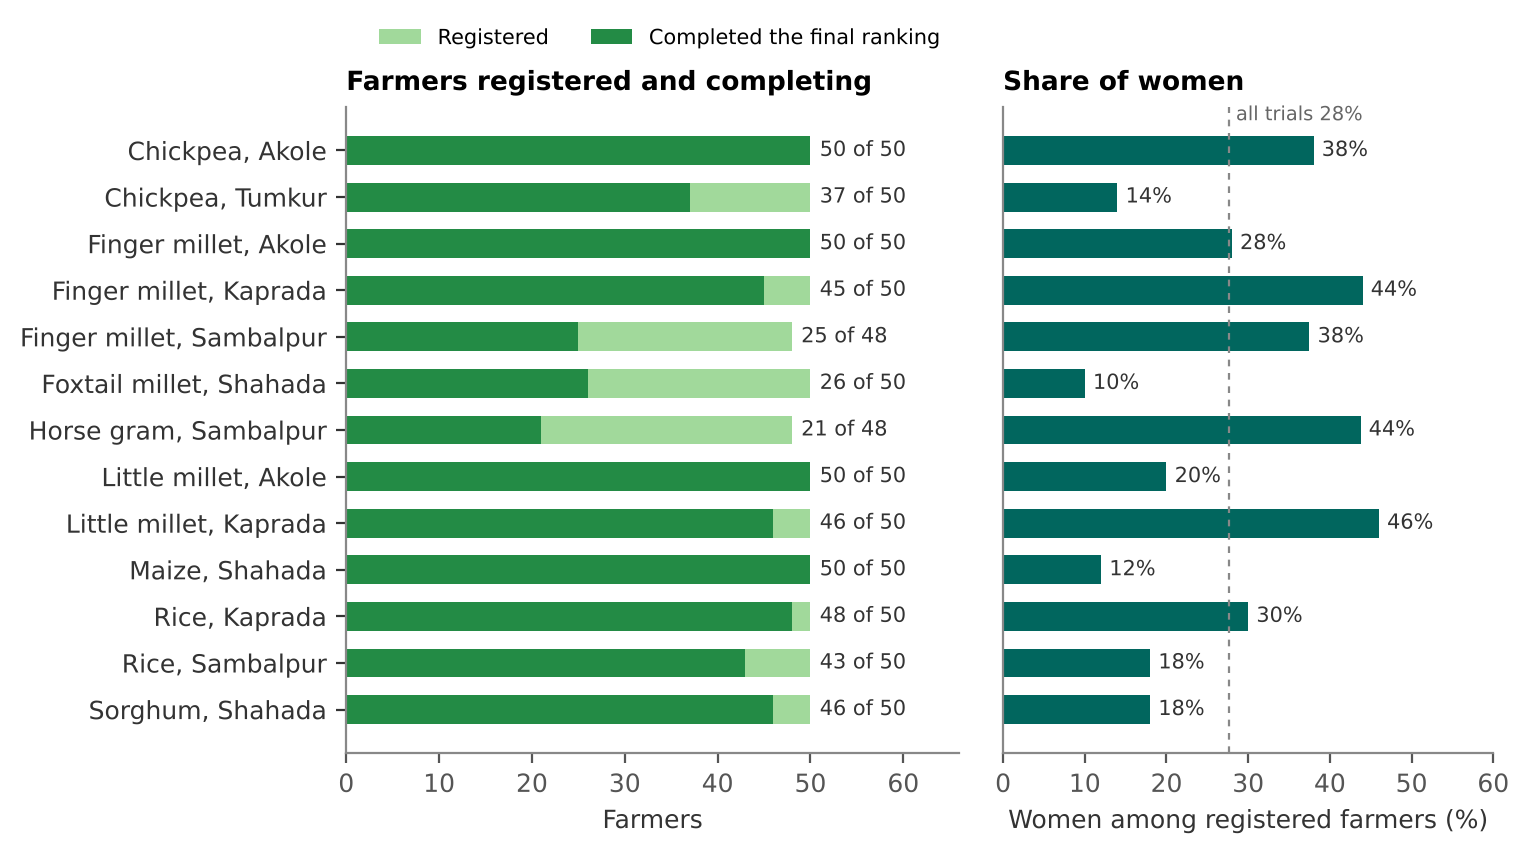 Registered
Completed the final ranking
Farmers registered and completing
Share of women
all trials 28%
Chickpea, Akole 50 of 50 38%
Chickpea, Tumkur 37 of 50 14%
Finger millet, Akole 50 of 50 28%
Finger millet, Kaprada 45 of 50 44%
Finger millet, Sambalpur 25 of 48 38%
Foxtail millet, Shahada 26 of 50 10%
Horse gram, Sambalpur 21 of 48 44%
Little millet, Akole 50 of 50 20%
Little millet, Kaprada 46 of 50 46%
Maize, Shahada 50 of 50 12%
Rice, Kaprada 48 of 50 30%
Rice, Sambalpur 43 of 50 18%
Sorghum, Shahada 46 of 50 18%
0 10 20 30 40 50 60
0 10 20 30 40 50 60
Farmers
Women among registered farmers (%)